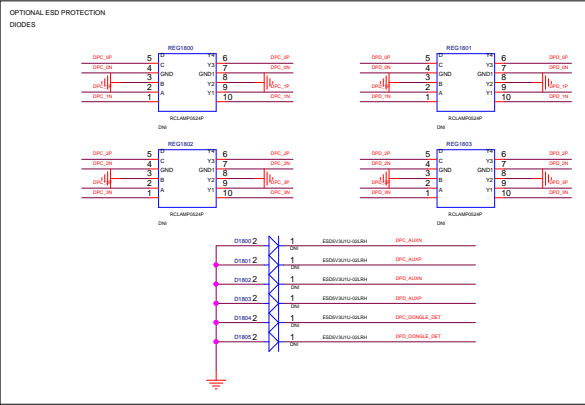 OPTIONAL ESD PROTECTION
DIODES
REG1800
DPC_0P 5 D Y4 6 DPC_0P
DPC_0N 4 C Y3 7 DPC_0N
3 GND GND1 8
DPC_1P 2 B Y2 9 DPC_1P
DPC_1N 1 A Y1 10 DPC_1N
RCLAMP0524P
DNI
REG1801
DPD_0P 5 D Y4 6 DPD_0P
DPD_0N 4 C Y3 7 DPD_0N
3 GND GND1 8
DPD_1P 2 B Y2 9 DPD_1P
DPD_1N 1 A Y1 10 DPD_1N
RCLAMP0524P
DNI
REG1802
DPC_2P 5 D Y4 6 DPC_2P
DPC_2N 4 C Y3 7 DPC_2N
3 GND GND1 8
DPC_3P 2 B Y2 9 DPC_3P
DPC_3N 1 A Y1 10 DPC_3N
RCLAMP0524P
DNI
REG1803
DPD_2P 5 D Y4 6 DPD_2P
DPD_2N 4 C Y3 7 DPD_2N
3 GND GND1 8
DPD_3P 2 B Y2 9 DPD_3P
DPD_3N 1 A Y1 10 DPD_3N
RCLAMP0524P
DNI
D1800 2 1 ESD5V3U1U-02LRH DPC_AUXN
DNI
D1801 2 1 ESD5V3U1U-02LRH DPC_AUXP
DNI
D1802 2 1 ESD5V3U1U-02LRH DPD_AUXN
DNI
D1803 2 1 ESD5V3U1U-02LRH DPD_AUXP
DNI
D1804 2 1 ESD5V3U1U-02LRH DPC_DONGLE_DET
DNI
D1805 2 1 ESD5V3U1U-02LRH DPD_DONGLE_DET
DNI